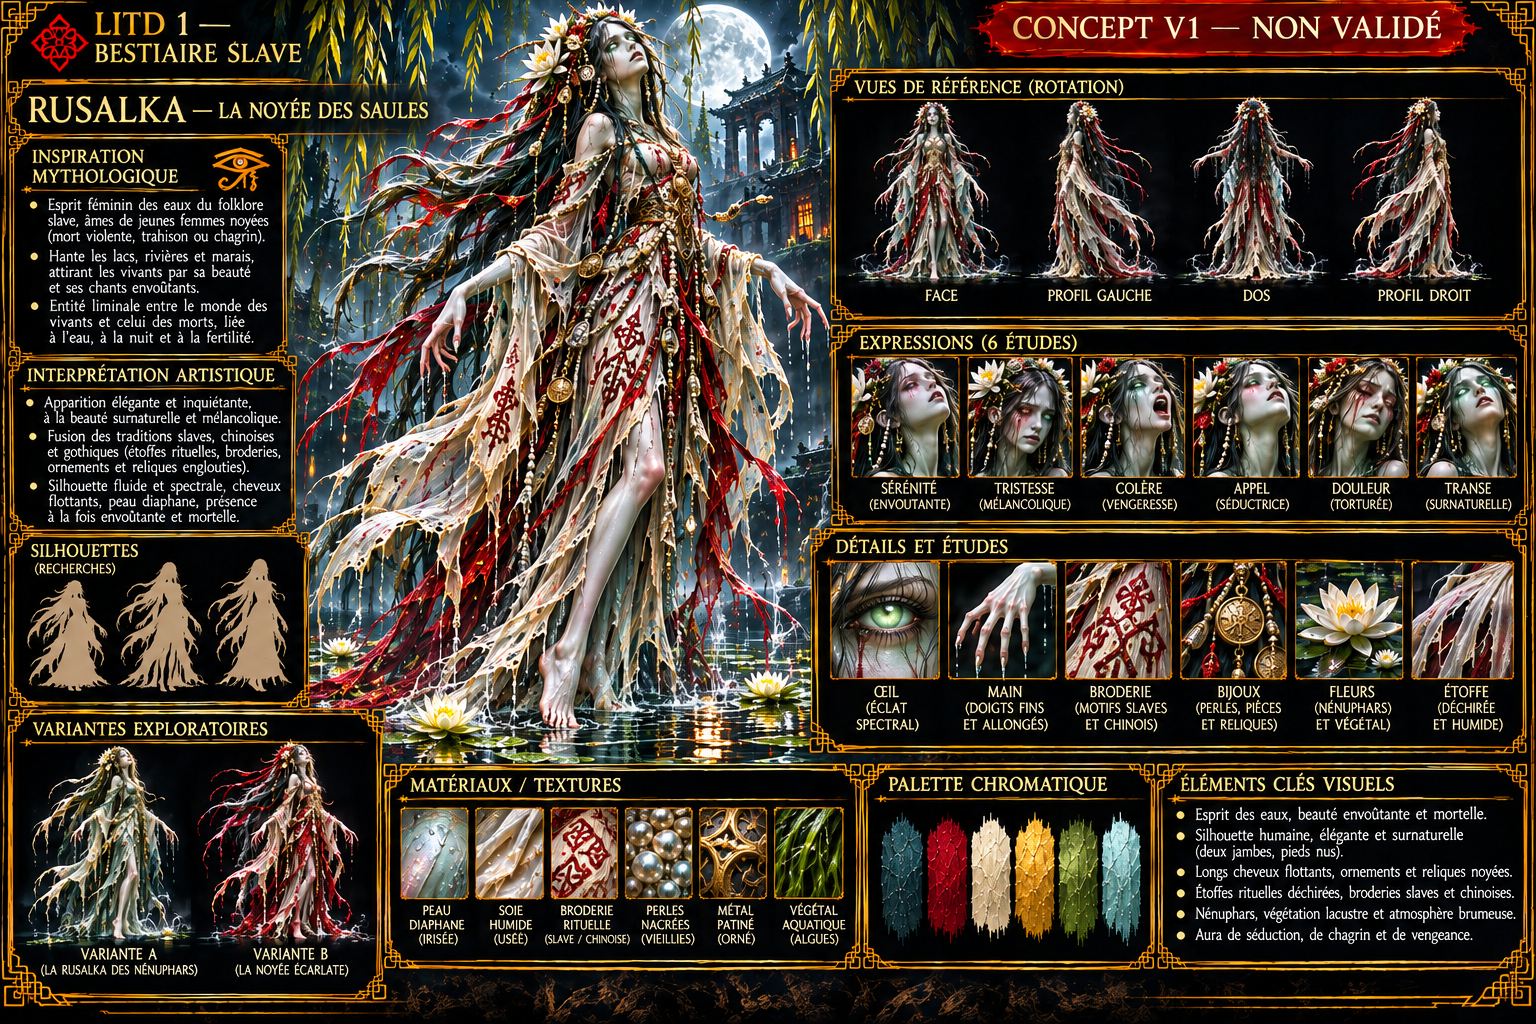 LITD 1 —
BESTIAIRE SLAVE
CONCEPT V1 — NON VALIDÉ
RUSALKA — LA NOYÉE DES SAULES
INSPIRATION
MYTHOLOGIQUE
Esprit féminin des eaux du folklore
slave, âmes de jeunes femmes noyées
(mort violente, trahison ou chagrin).
Hante les lacs, rivières et marais,
attirant les vivants par sa beauté
et ses chants envoûtants.
Entité liminale entre le monde des
vivants et celui des morts, liée
à l'eau, à la nuit et à la fertilité.
INTERPRÉTATION ARTISTIQUE
Apparition élégante et inquiétante,
à la beauté surnaturelle et mélancolique.
Fusion des traditions slaves, chinoises
et gothiques (étoffes rituelles, broderies,
ornements et reliques englouties).
Silhouette fluide et spectrale, cheveux
flottants, peau diaphane, présence
à la fois envoûtante et mortelle.
SILHOUETTES
(RECHERCHES)
VARIANTES EXPLORATOIRES
VARIANTE A
(LA RUSALKA DES NÉNUPHARS)
VARIANTE B
(LA NOYÉE ÉCARLATE)
VUES DE RÉFÉRENCE (ROTATION)
FACE
PROFIL GAUCHE
DOS
PROFIL DROIT
EXPRESSIONS (6 ÉTUDES)
SÉRÉNITÉ
(ENVOUTANTE)
TRISTESSE
(MÉLANCOLIQUE)
COLÈRE
(VENGERESSE)
APPEL
(SÉDUCTRICE)
DOULEUR
(TORTURÉE)
TRANSE
(SURNATURELLE)
DÉTAILS ET ÉTUDES
ŒIL
(ÉCLAT
SPECTRAL)
MAIN
(DOIGTS FINS
ET ALLONGÉS)
BRODERIE
(MOTIFS SLAVES
ET CHINOIS)
BIJOUX
(PERLES, PIÈCES
ET RELIQUES)
FLEURS
(NÉNUPHARS)
ET VÉGÉTAL)
ÉTOFFE
(DÉCHIRÉE
ET HUMIDE)
MATÉRIAUX / TEXTURES
PEAU
DIAPHANE
(IRISÉE)
SOIE
HUMIDE
(USÉE)
BRODERIE
RITUELLE
(SLAVE / CHINOISE)
PERLES
NACRÉES
(VIEILLIES)
MÉTAL
PATINÉ
(ORNÉ)
VÉGÉTAL
AQUATIQUE
(ALGUES)
PALETTE CHROMATIQUE
ÉLÉMENTS CLÉS VISUELS
Esprit des eaux, beauté envoûtante et mortelle.
Silhouette humaine, élégante et surnaturelle
(deux jambes, pieds nus).
Longs cheveux flottants, ornements et reliques noyées.
Étoffes rituelles déchirées, broderies slaves et chinoises.
Nénuphars, végétation lacustre et atmosphère brumeuse.
Aura de séduction, de chagrin et de vengeance.